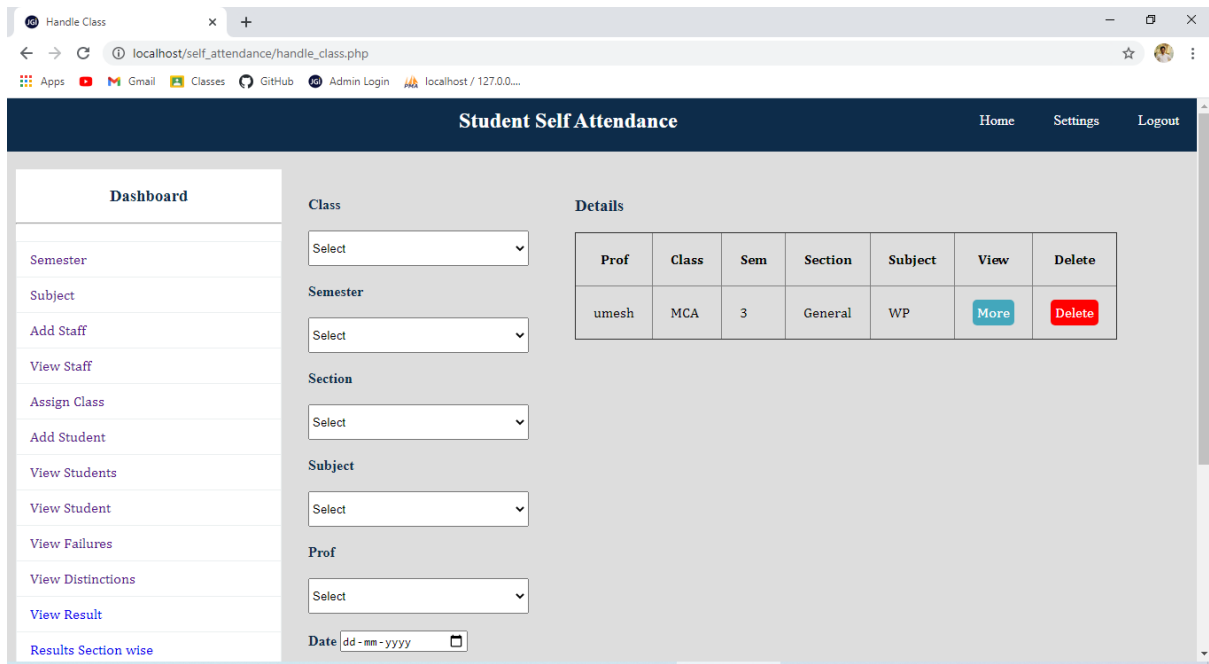 JGI Handle Class
localhost/self_attendance/handle_class.php
Apps M Gmail Classes GitHub JGI Admin Login PMA localhost / 127.0.0....
Student Self Attendance Home Settings Logout
Dashboard
Semester
Subject
Add Staff
View Staff
Assign Class
Add Student
View Students
View Student
View Failures
View Distinctions
View Result
Results Section wise
Class
Select
Semester
Select
Section
Select
Subject
Select
Prof
Select
Date dd-mm-yyyy
Details
Prof Class Sem Section Subject View Delete
umesh MCA 3 General WP More Delete